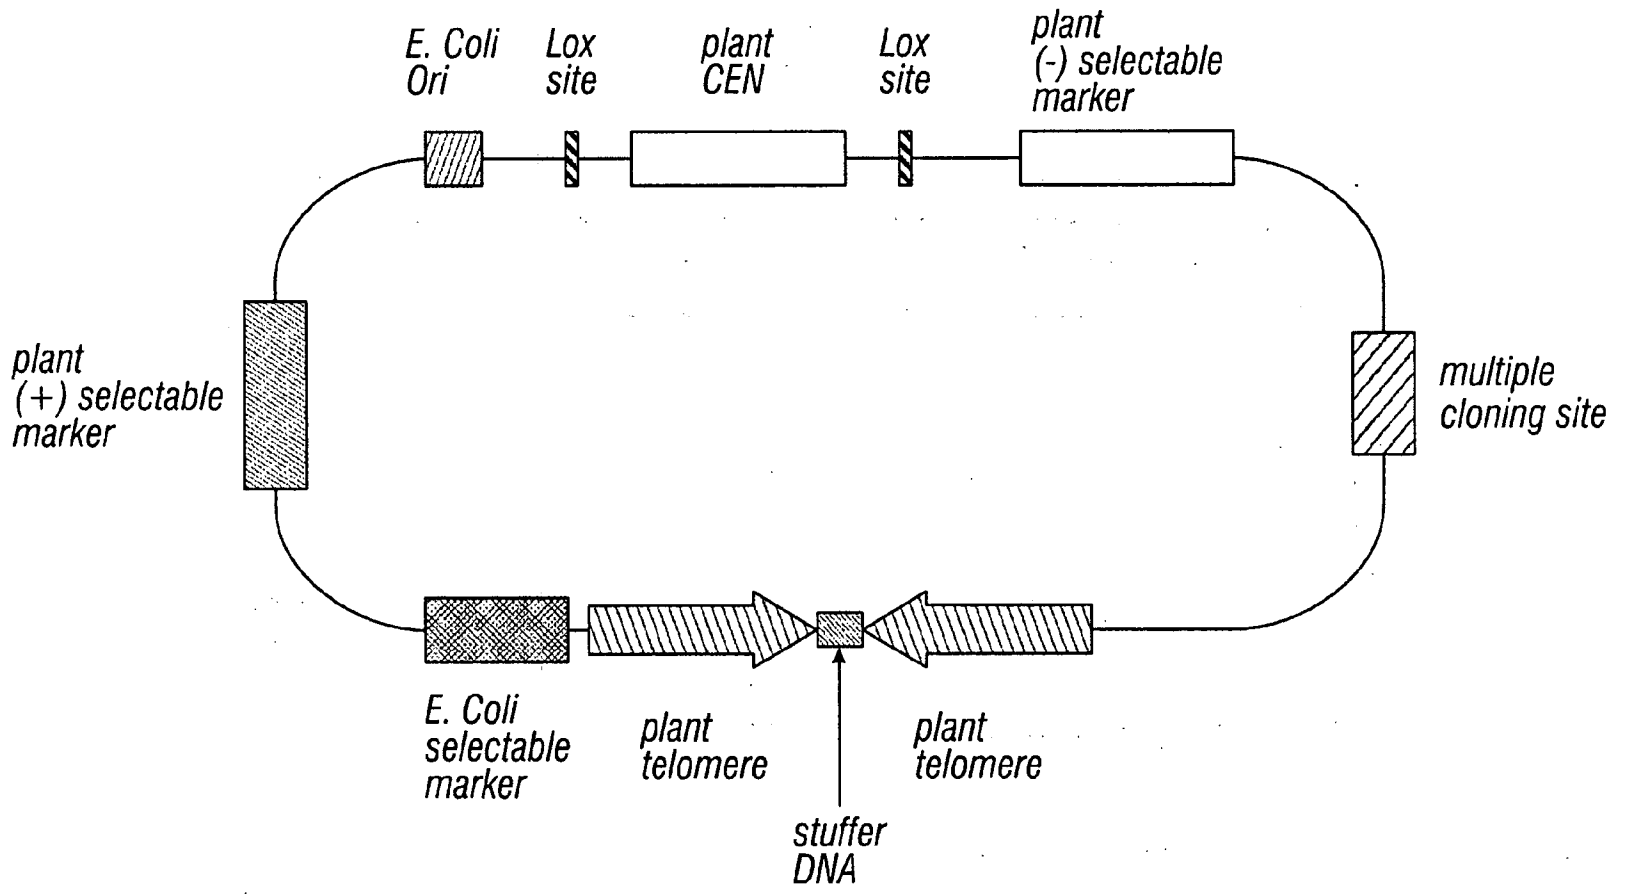 E. Coli
Ori
Lox
site
plant
CEN
Lox
site
plant
(-) selectable
marker
plant
(+) selectable
marker
multiple
cloning site
E. Coli
selectable
marker
plant
telomere
plant
telomere
stuffer
DNA